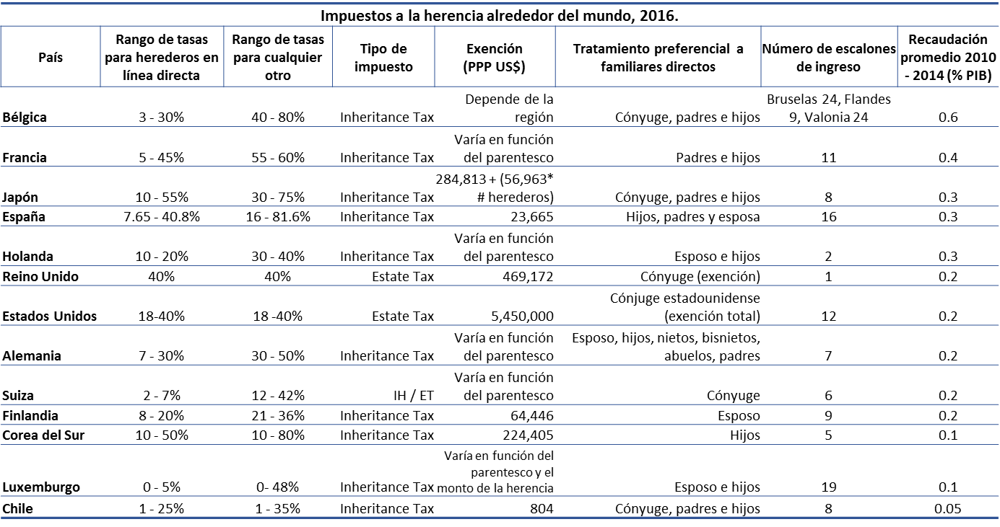 Impuestos a la herencia alrededor del mundo, 2016.
País | Rango de tasas para herederos en línea directa | Rango de tasas para cualquier otro | Tipo de impuesto | Exención (PPP US$) | Tratamiento preferencial a familiares directos | Número de escalones de ingreso | Recaudación promedio 2010 - 2014 (% PIB)
Bélgica | 3 - 30% | 40 - 80% | Inheritance Tax | Depende de la región | Cónyuge, padres e hijos | Bruselas 24, Flandes 9, Valonia 24 | 0.6
Francia | 5 - 45% | 55 - 60% | Inheritance Tax | Varía en función del parentesco | Padres e hijos | 11 | 0.4
Japón | 10 - 55% | 30 - 75% | Inheritance Tax | 284,813 + (56,963* # herederos) | Cónyuge, padres e hijos | 8 | 0.3
España | 7.65 - 40.8% | 16 - 81.6% | Inheritance Tax | 23,665 | Hijos, padres y esposa | 16 | 0.3
Holanda | 10 - 20% | 30 - 40% | Inheritance Tax | Varía en función del parentesco | Esposo e hijos | 2 | 0.3
Reino Unido | 40% | 40% | Estate Tax | 469,172 | Cónyuge (exención) | 1 | 0.2
Estados Unidos | 18-40% | 18 -40% | Estate Tax | 5,450,000 | Cónjuge estadounidense (exención total) | 12 | 0.2
Alemania | 7 - 30% | 30 - 50% | Inheritance Tax | Varía en función del parentesco | Esposo, hijos, nietos, bisnietos, abuelos, padres | 7 | 0.2
Suiza | 2 - 7% | 12 - 42% | IH / ET | Varía en función del parentesco | Cónyuge | 6 | 0.2
Finlandia | 8 - 20% | 21 - 36% | Inheritance Tax | 64,446 | Esposo | 9 | 0.2
Corea del Sur | 10 - 50% | 10 - 80% | Inheritance Tax | 224,405 | Hijos | 5 | 0.1
Luxemburgo | 0 - 5% | 0- 48% | Inheritance Tax | Varía en función del parentesco y el monto de la herencia | Esposo e hijos | 19 | 0.1
Chile | 1 - 25% | 1 - 35% | Inheritance Tax | 804 | Cónyuge, padres e hijos | 8 | 0.05